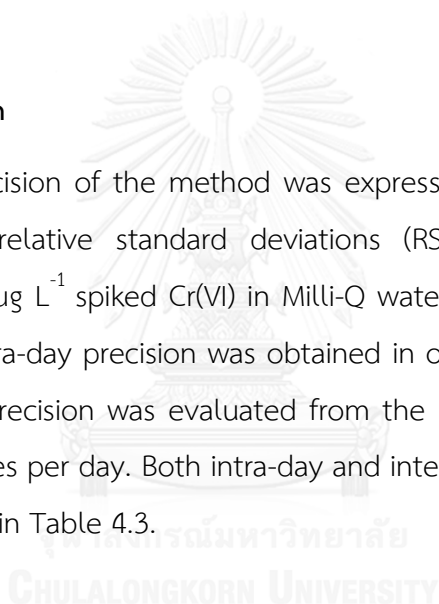 n
cision of the method was express
relative standard deviations (RS
ug L⁻¹ spiked Cr(VI) in Milli-Q wate
ra-day precision was obtained in o
recision was evaluated from the
es per day. Both intra-day and inte
in Table 4.3.
จุฬาลงกรณ์มหาวิทยาลัย
CHULALONGKORN UNIVERSITY